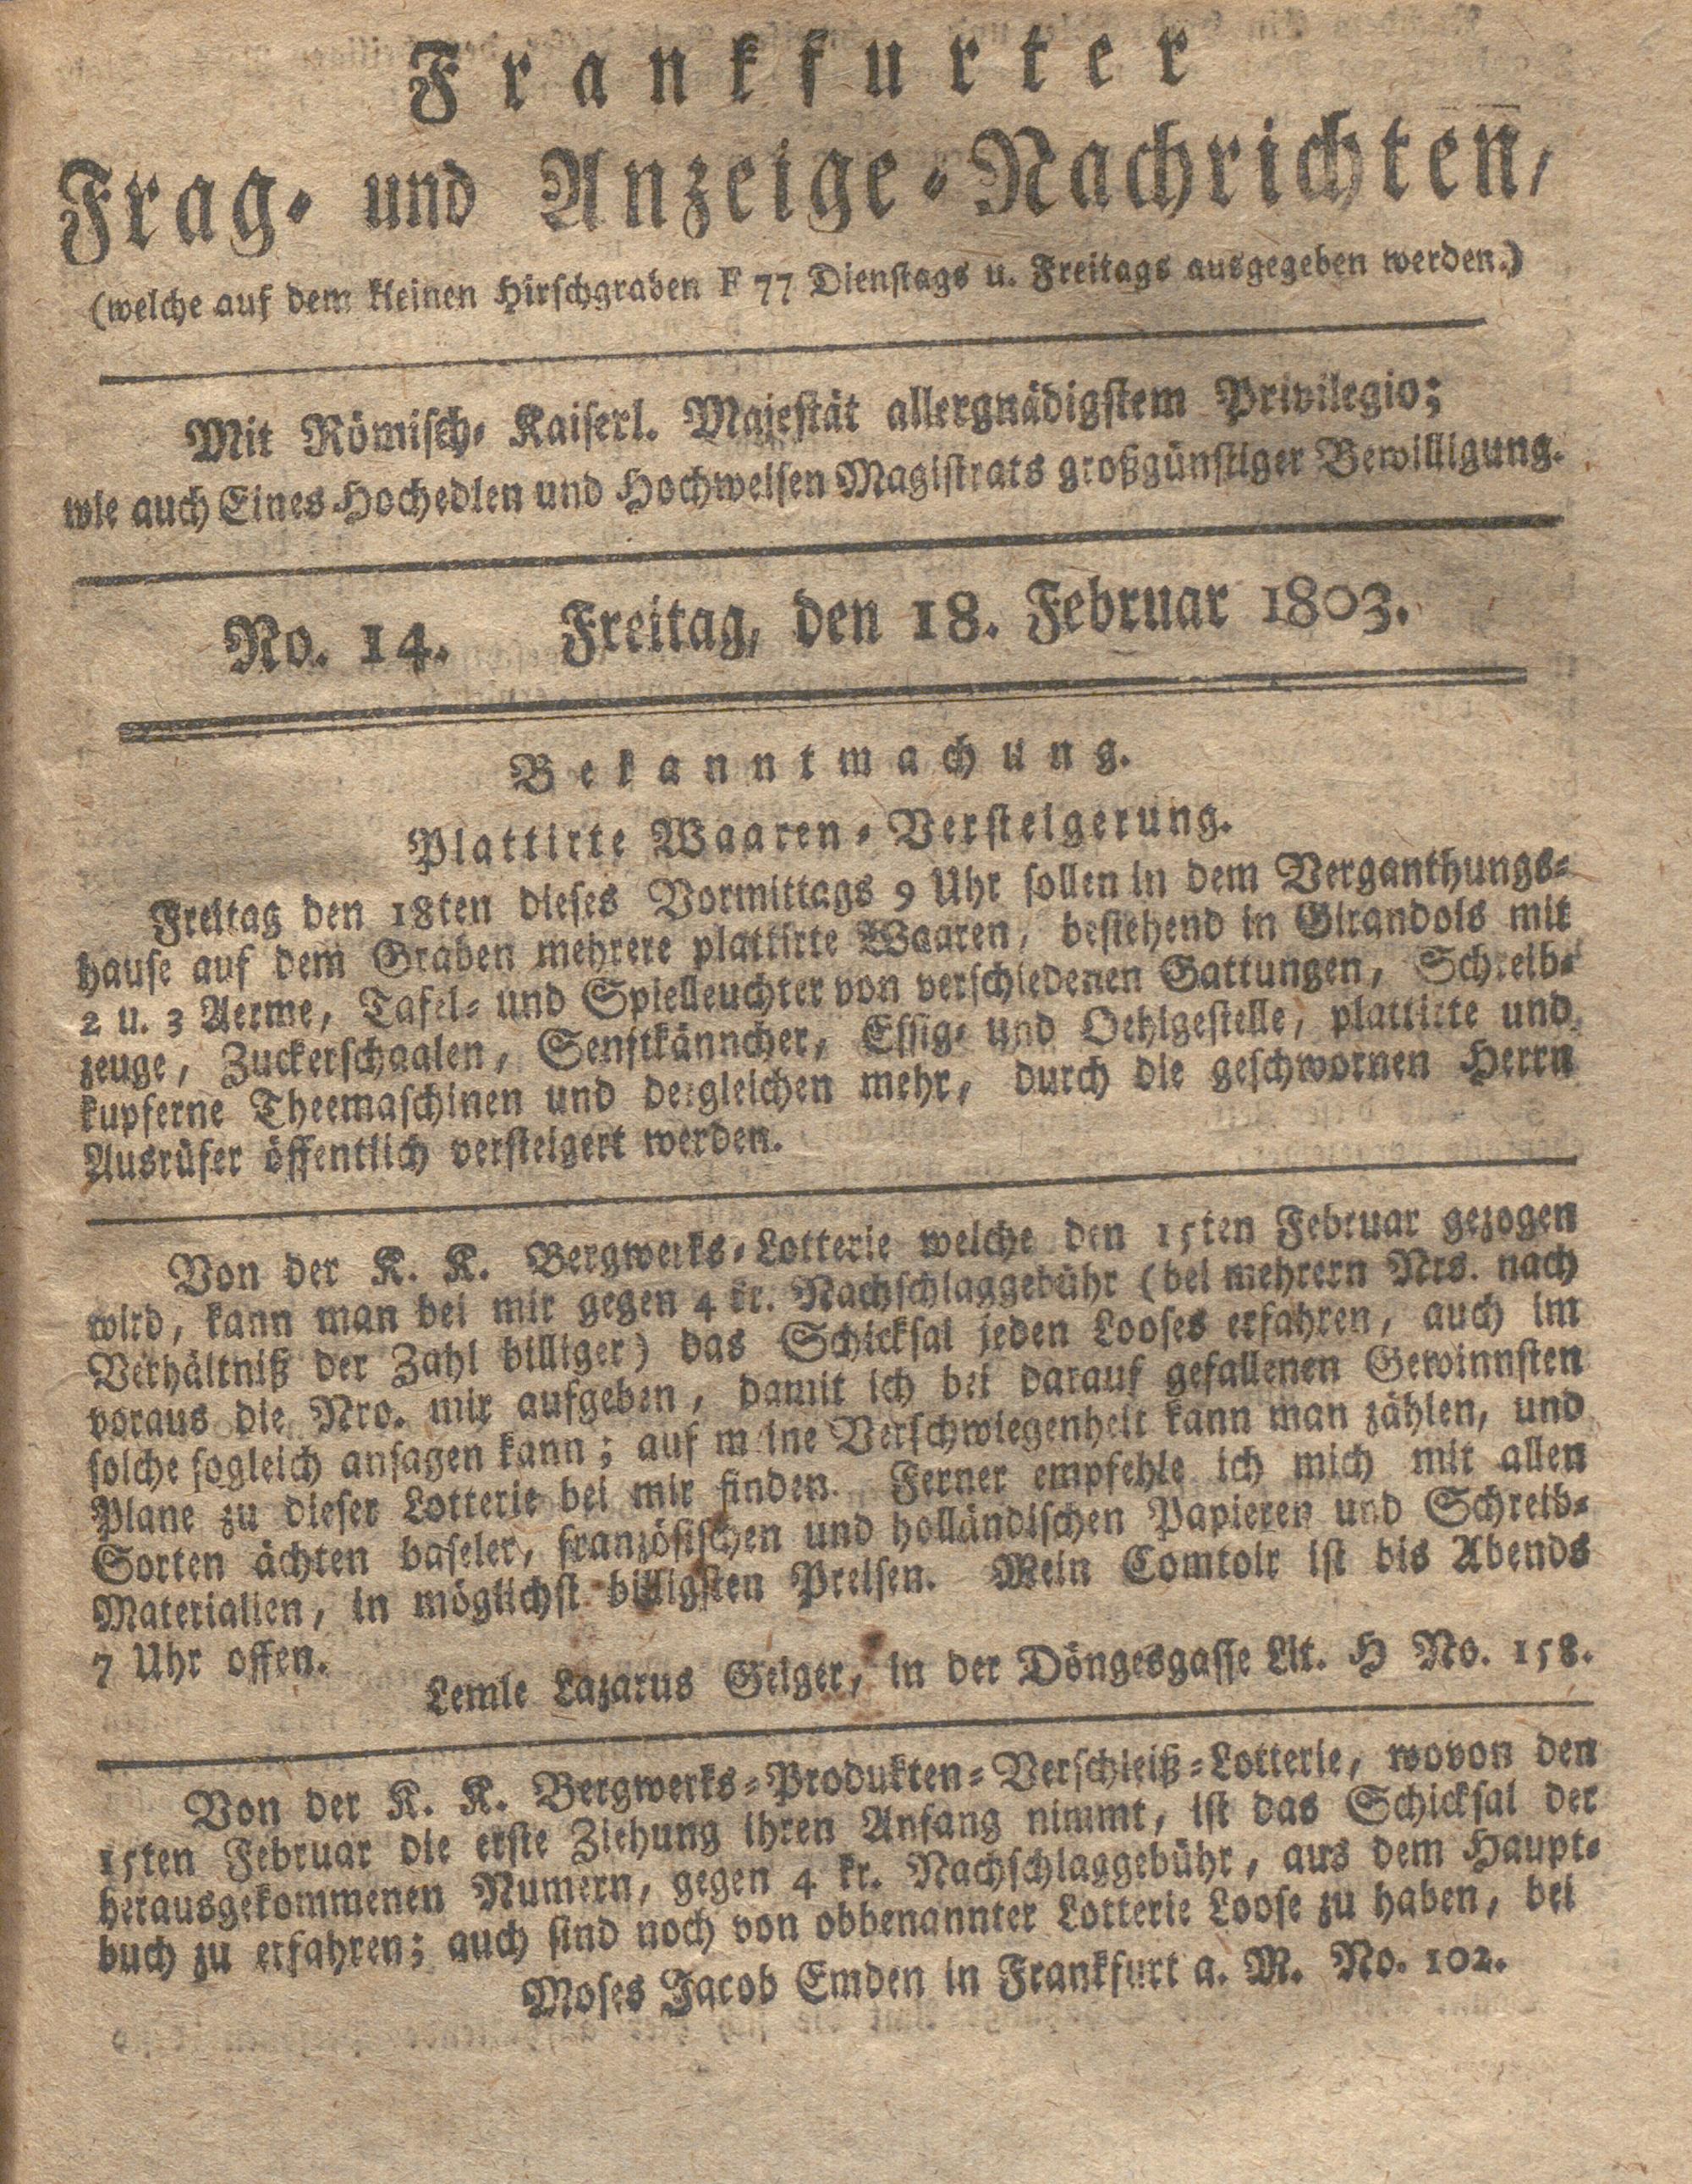 Frankfurter
Frag- und Anzeige-Nachrichten,
(welche auf dem kleinen Hirschgraben F 77 Dienstags u. Freitags ausgegeben werden.)
Mit Römisch- Kaiserl. Majestät allergnädigstem Privilegio;
wie auch Eines Hochedlen und Hochweisen Magistrats großgünstiger Bewilligung.
No. 14. Freitag, den 18. Februar 1803.
Bekanntmachung.
Plattirte Waaren-Versteigerung.
Freitag den 18ten dieses Vormittags 9 Uhr sollen in dem Verganthungs-
hause auf dem Graben mehrere plattirte Waaren, bestehend in Girandols mit
2 u. 3 Aerme, Tafel- und Spielleuchter von verschiedenen Gattungen, Schreib-
zeuge, Zuckerschaalen, Senftkänncher, Essig- und Oehlgestelle, plattirte und
kupferne Theemaschinen und dergleichen mehr, durch die geschwornen Herrn
Ausrüfer öffentlich versteigert werden.
Von der K. K. Bergwerks-Lotterie welche den 15ten Februar gezogen
wird, kann man bei mir gegen 4 kr. Nachschlaggebühr (bei mehrern Nrs. nach
Verhältniß der Zahl billiger) das Schicksal jeden Looses erfahren, auch im
voraus die Nro. mir aufgeben, damit ich bei darauf gefallenen Gewinnsten
solche sogleich ansagen kann; auf meine Verschwiegenheit kann man zählen, und
Plane zu dieser Lotterie bei mir finden. Ferner empfehle ich mich mit allen
Sorten ächten baseler, französischen und holländischen Papieren und Schreib-
Materialien, in möglichst billigsten Preisen. Mein Comtoir ist bis Abends
7 Uhr offen.
Lemle Lazarus Geiger, in der Döngesgasse Lit. H No. 158.
Von der K. K. Bergwerks-Produkten-Verschleiß-Lotterie, wovon den
15ten Februar die erste Ziehung ihren Anfang nimmt, ist das Schicksal der
herausgekommenen Numern, gegen 4 kr. Nachschlaggebühr, aus dem Haupt-
buch zu erfahren; auch sind noch von obbenannter Lotterie Loose zu haben, bei
Moses Jacob Emden in Frankfurt a. M. No. 102.